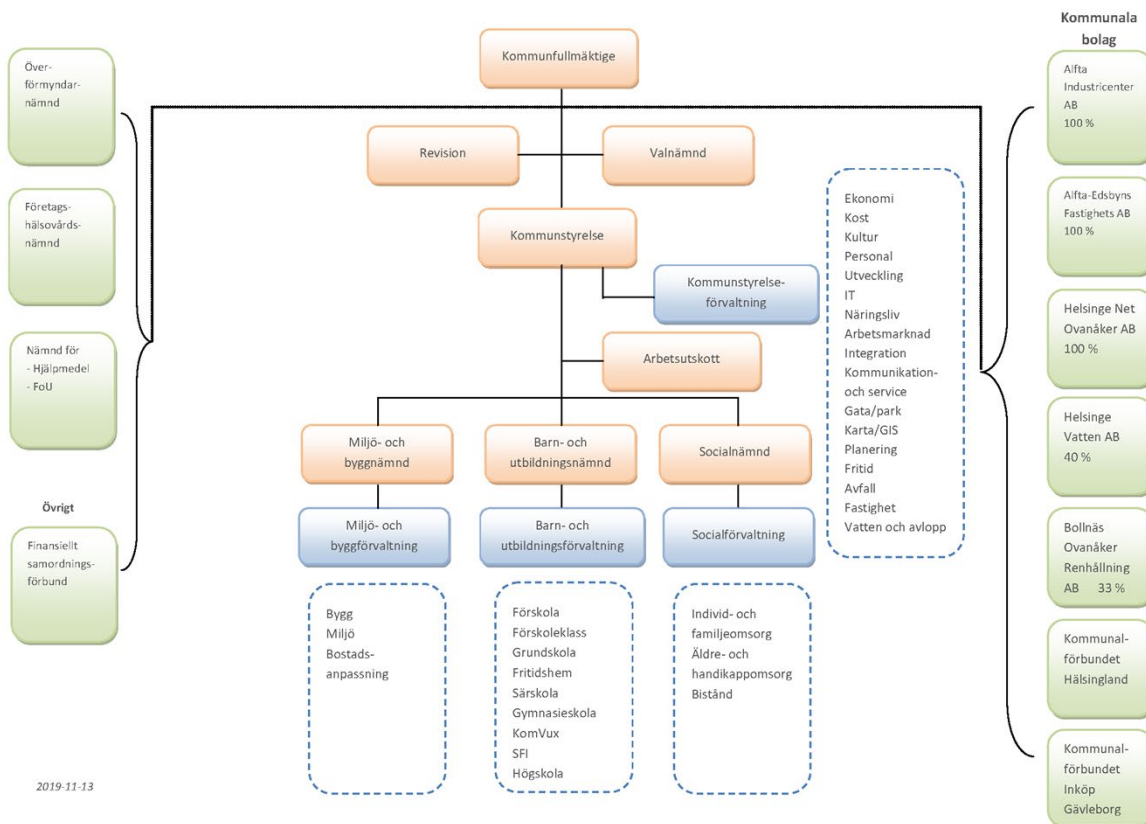 Kommunala
bolag
Kommunfullmäktige
Över-
förmyndar-
nämnd
Alfta
Industricenter
AB
100 %
Revision
Valnämnd
Företags-
hälsovårds-
nämnd
Kommunstyrelse
Alfta-Edsbyns
Fastighets AB
100 %
Ekonomi
Kost
Kultur
Personal
Utveckling
IT
Näringsliv
Arbetsmarknad
Integration
Kommunikation-
och service
Gata/park
Karta/GIS
Planering
Fritid
Avfall
Fastighet
Vatten och avlopp
Kommunstyrelse-
förvaltning
Helsinge Net
Ovanåker AB
100 %
Nämnd för
- Hjälpmedel
- FoU
Arbetsutskott
Helsinge
Vatten AB
40 %
Miljö- och
byggnämnd
Barn- och
utbildningsnämnd
Socialnämnd
Övrigt
Finansiellt
samordnings-
förbund
Miljö- och
byggförvaltning
Barn- och
utbildningsförvaltning
Socialförvaltning
Bollnäs
Ovanåker
Renhållning
AB 33 %
Bygg
Miljö
Bostads-
anpassning
Förskola
Förskoleklass
Grundskola
Fritidshem
Särskola
Gymnasieskola
KomVux
SFI
Högskola
Individ- och
familjeomsorg
Äldre- och
handikappomsorg
Bistånd
Kommunal-
förbundet
Hälsingland
Kommunal-
förbundet
Inköp
Gävleborg
2019-11-13